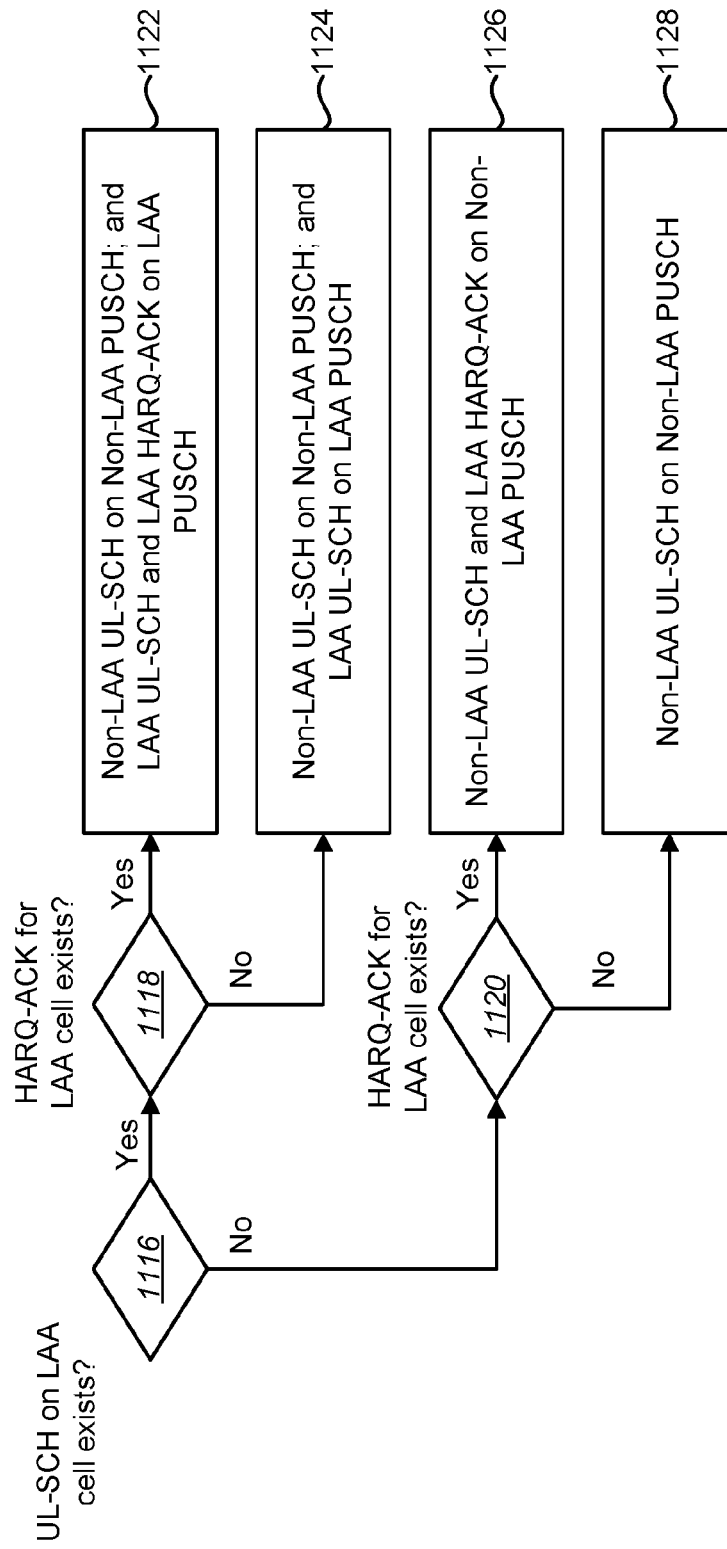 UL-SCH on LAA
cell exists?
1116
Yes
No
HARQ-ACK for
LAA cell exists?
1118
Yes
No
Non-LAA UL-SCH on Non-LAA PUSCH; and
LAA UL-SCH and LAA HARQ-ACK on LAA
PUSCH
1122
Non-LAA UL-SCH on Non-LAA PUSCH; and
LAA UL-SCH on LAA PUSCH
1124
HARQ-ACK for
LAA cell exists?
1120
Yes
No
Non-LAA UL-SCH and LAA HARQ-ACK on Non-
LAA PUSCH
1126
Non-LAA UL-SCH on Non-LAA PUSCH
1128